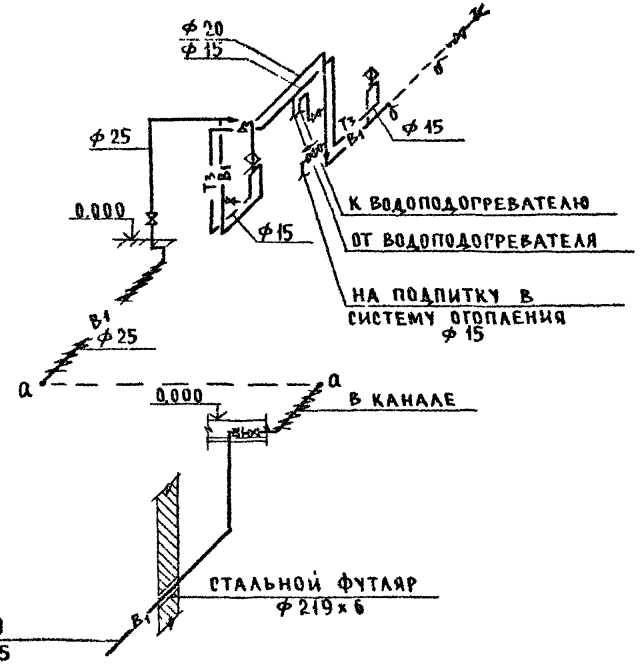 ф 20
ф 15
ф 25
Т3
В1
Т3
В1
ф 15
б
б
0.000
ф 15
К ВОДОПОДОГРЕВАТЕЛЮ
ОТ ВОДОПОДОГРЕВАТЕЛЯ
НА ПОДПИТКУ В
СИСТЕМУ ОТОПЛЕНИЯ
ф 15
В1
ф 25
а
а
0.000
В КАНАЛЕ
СТАЛЬНОЙ ФУТЛЯР
ф 219 × 6
В1